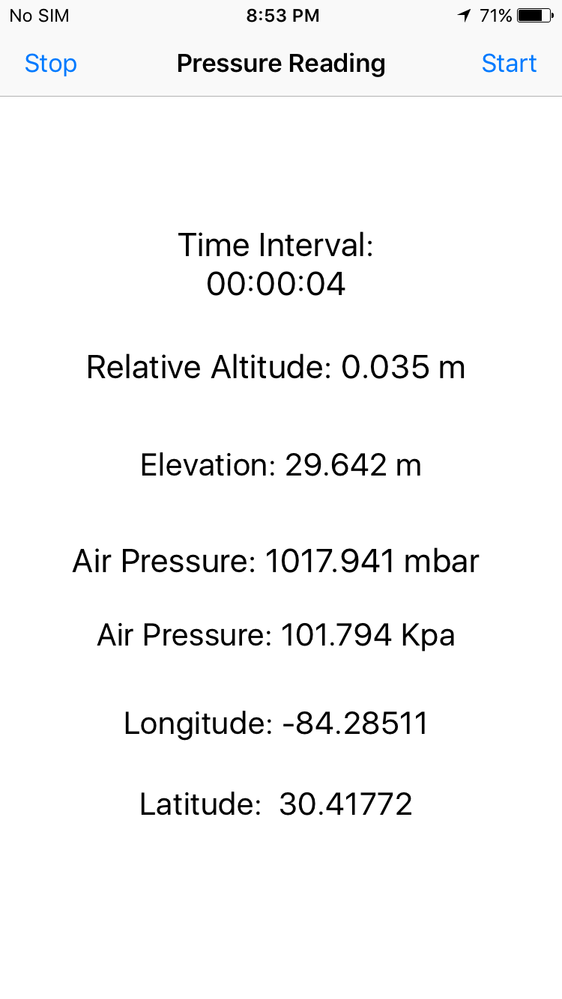 No SIM 8:53 PM 71%
Stop Pressure Reading Start
Time Interval:
00:00:04
Relative Altitude: 0.035 m
Elevation: 29.642 m
Air Pressure: 1017.941 mbar
Air Pressure: 101.794 Kpa
Longitude: -84.28511
Latitude:  30.41772